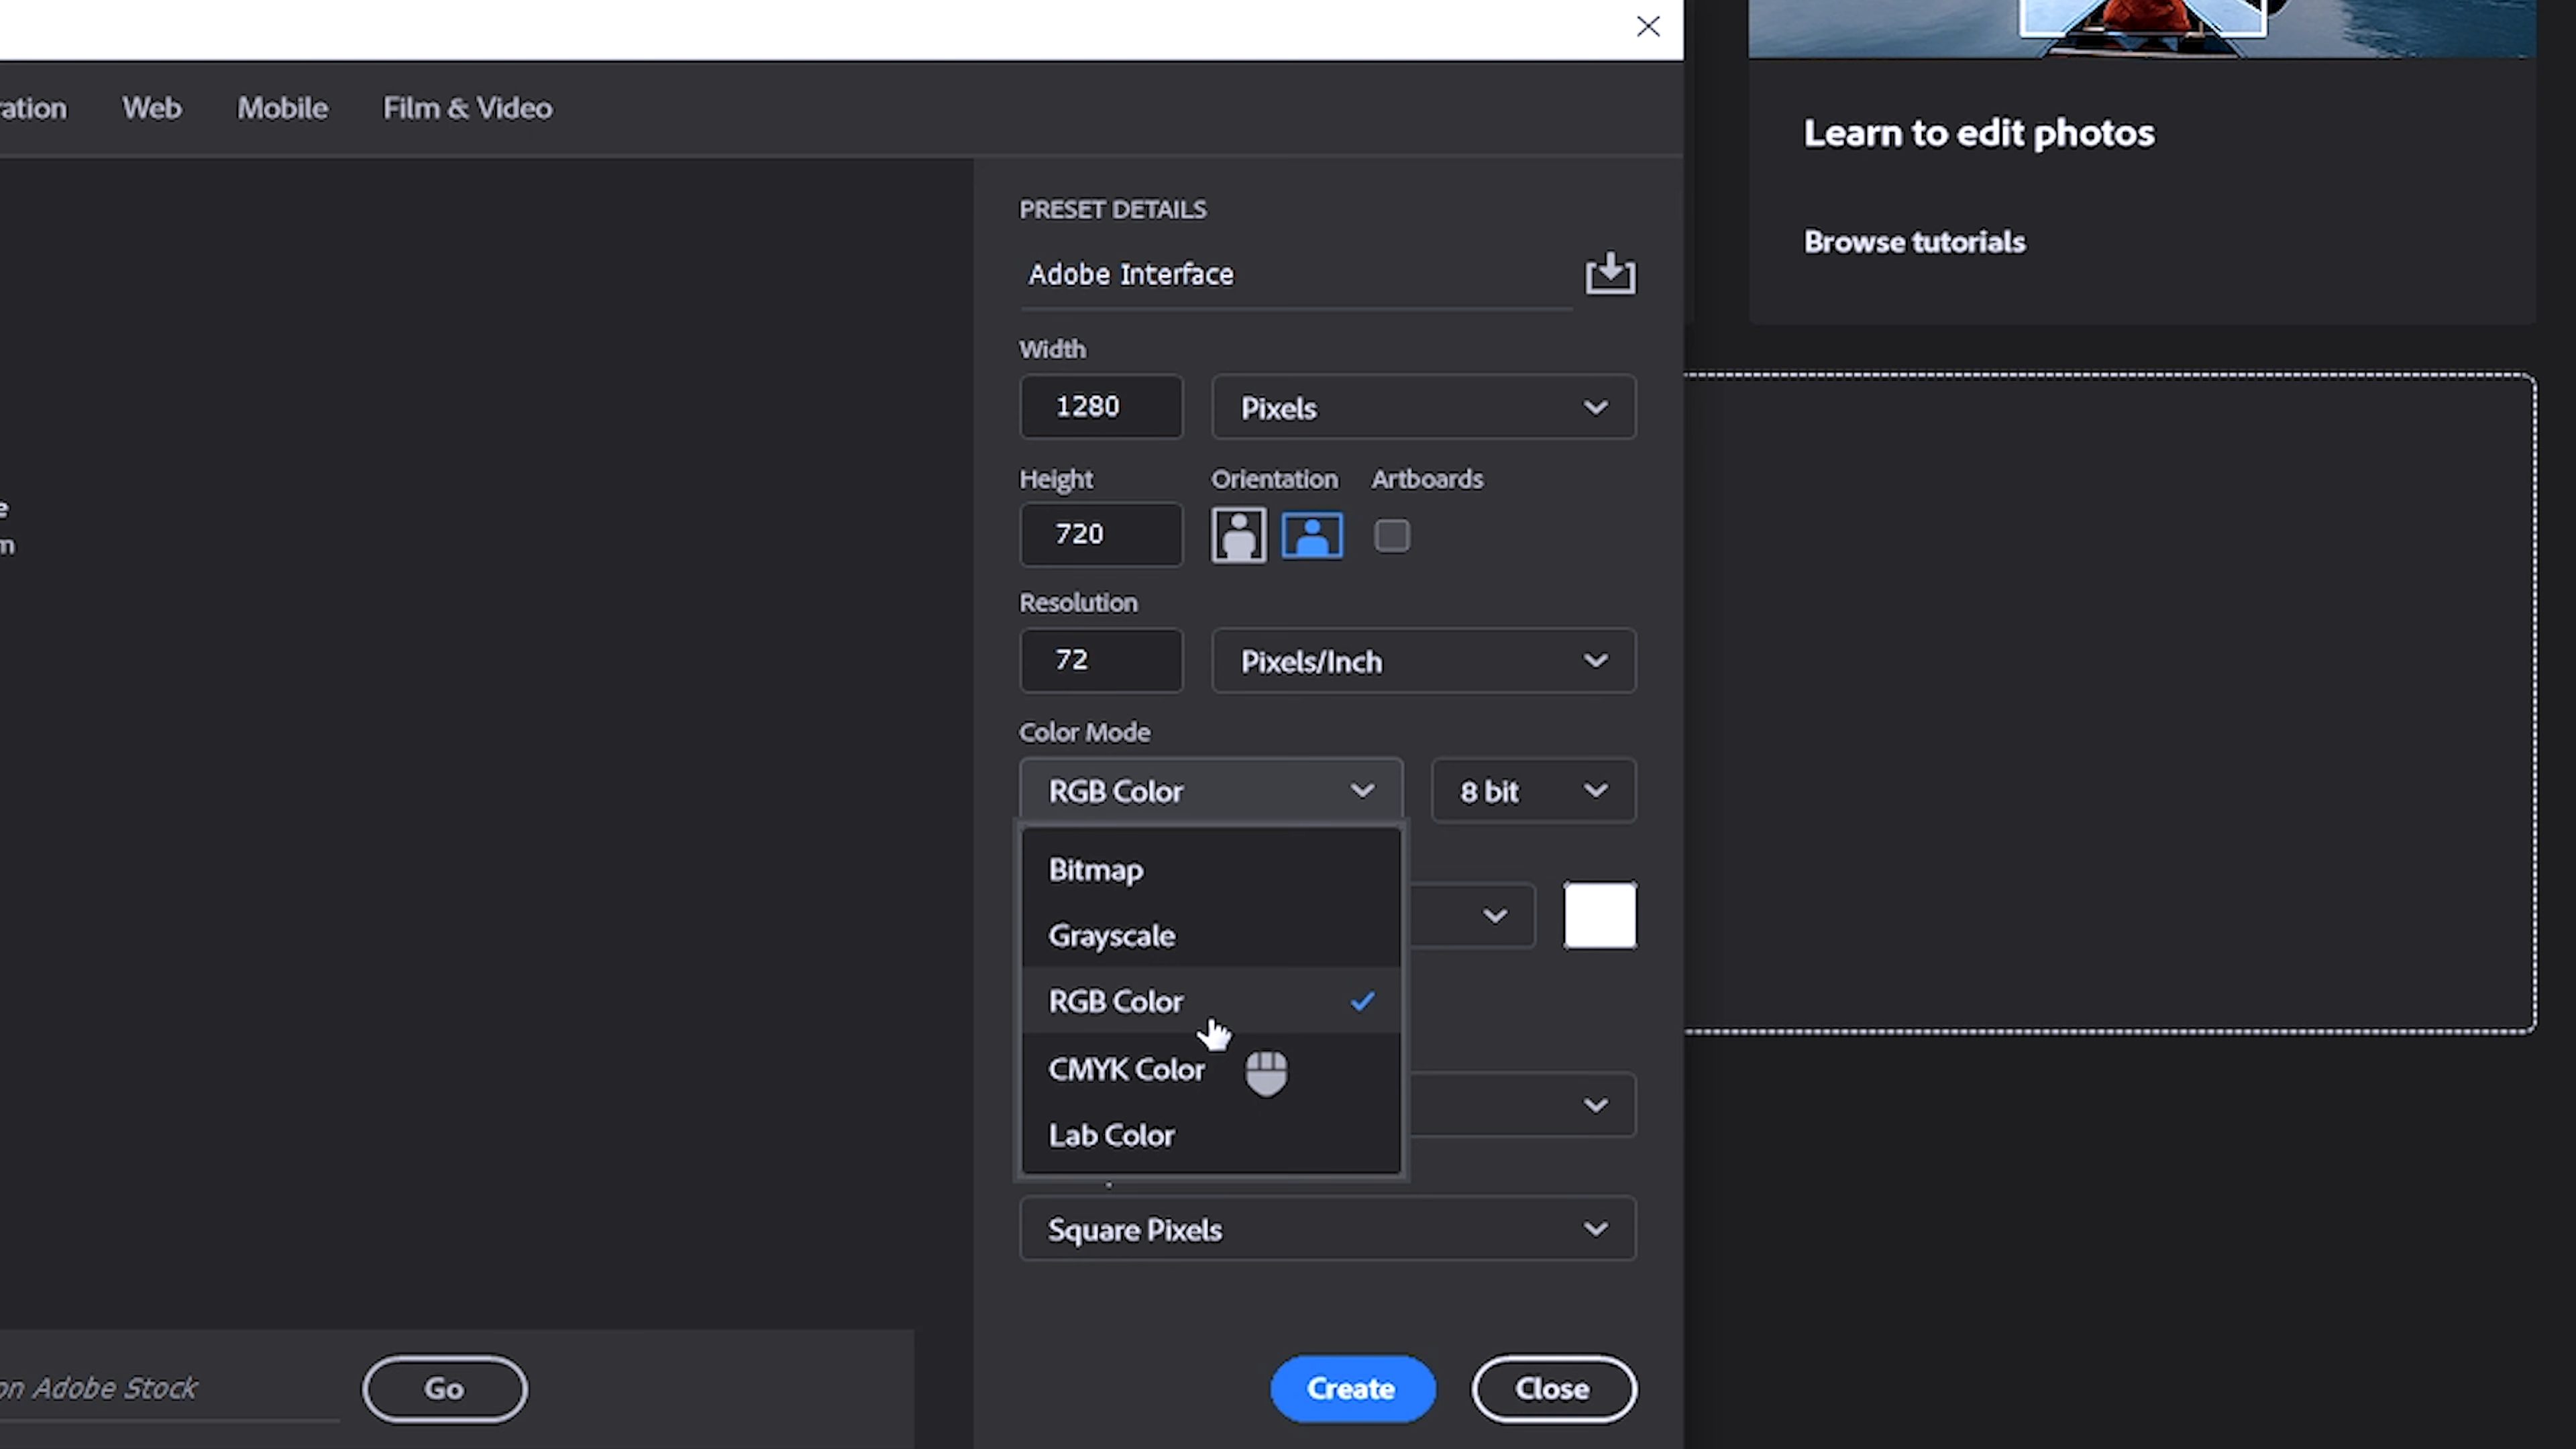 Web Mobile Film & Video
Learn to edit photos
Browse tutorials
PRESET DETAILS
Adobe Interface
Width
1280 Pixels
Height Orientation Artboards
720
Resolution
72 Pixels/Inch
Color Mode
RGB Color 8 bit
Bitmap
Grayscale
RGB Color
CMYK Color
Lab Color
Square Pixels
on Adobe Stock Go
Create Close